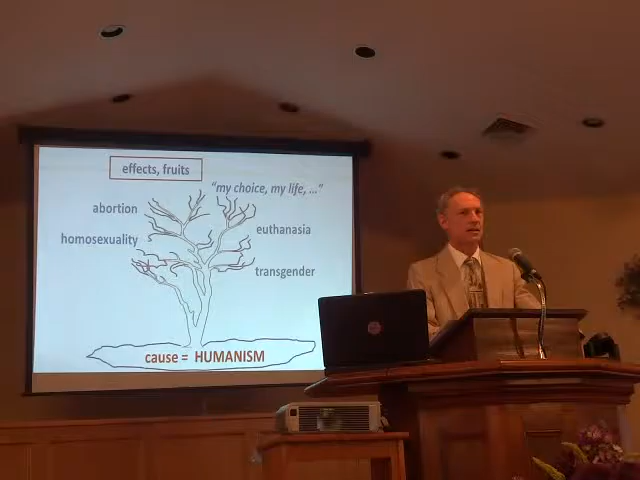 effects, fruits
"my choice, my life, ..."
abortion
euthanasia
homosexuality
transgender
cause = HUMANISM